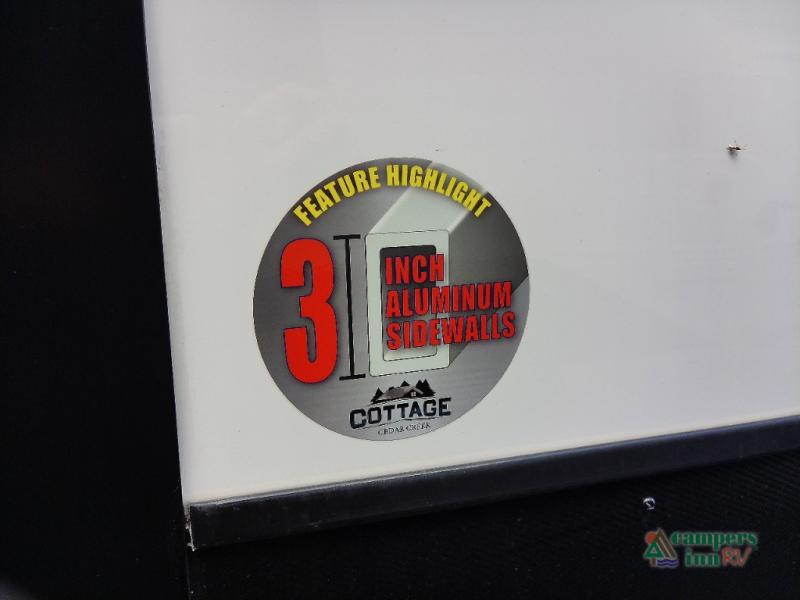 FEATURE HIGHLIGHT
3 INCH
ALUMINUM
SIDEWALLS
COTTAGE
CEDAR CREEK
campers
inn RV